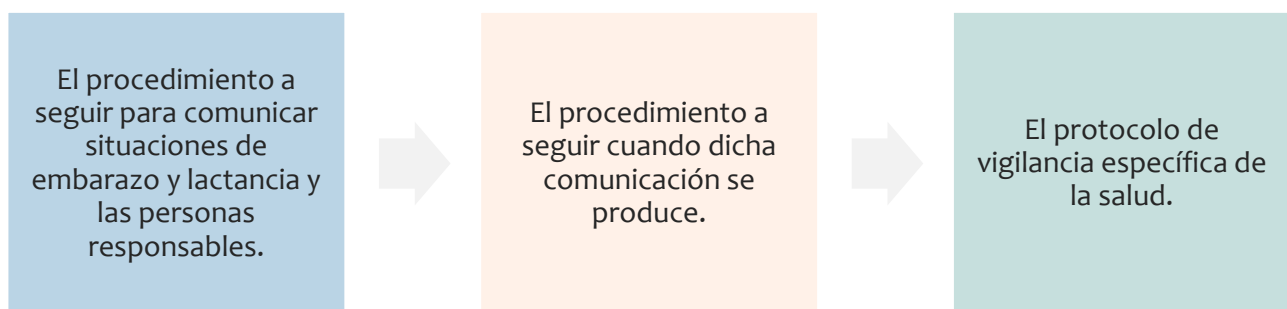 El procedimiento a
seguir para comunicar
situaciones de
embarazo y lactancia y
las personas
responsables.
El procedimiento a
seguir cuando dicha
comunicación se
produce.
El protocolo de
vigilancia específica de
la salud.